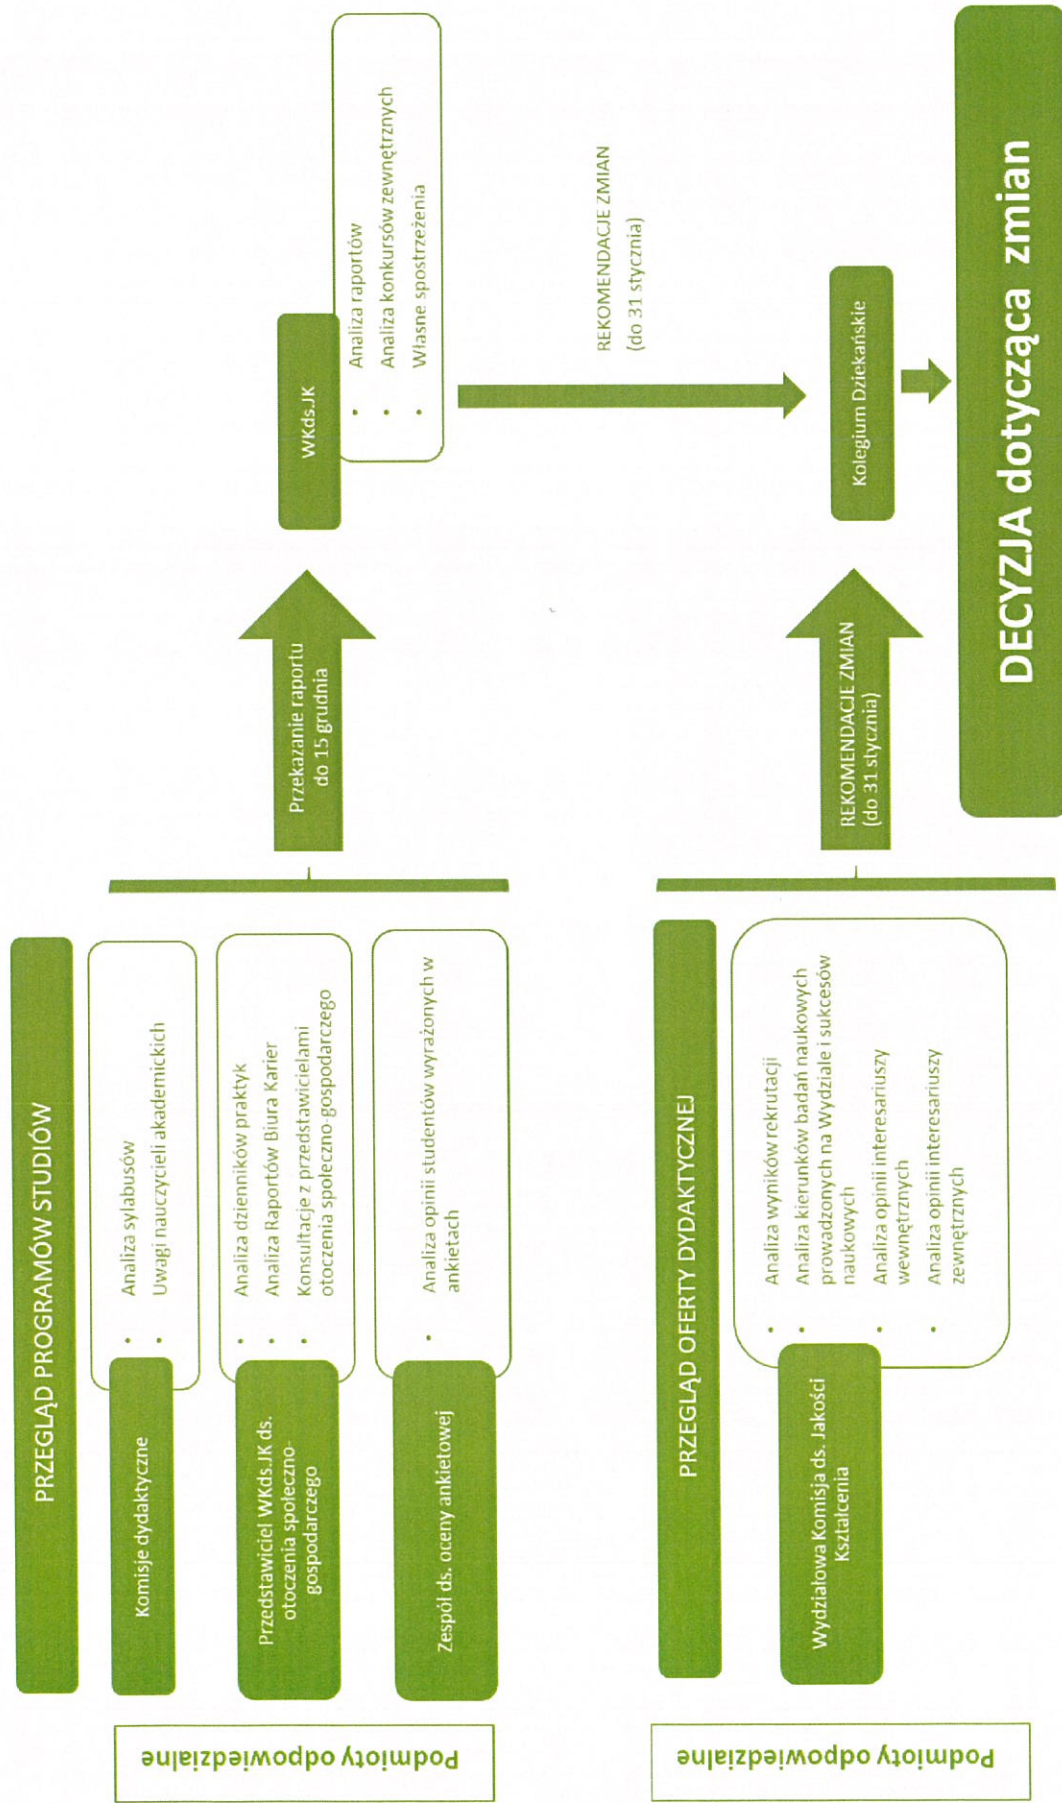 PRZEGLĄD PROGRAMÓW STUDIÓW
Podmioty odpowiedzialne
Komisje dydaktyczne
• Analiza sylabusów
• Uwagi nauczycieli akademickich
Przedstawiciel WKds.JK ds.
otoczenia społeczno-
gospodarczego
• Analiza dzienników praktyk
• Analiza Raportów Biura Karier
• Konsultacje z przedstawicielami
otoczenia społeczno-gospodarczego
Zespół ds. oceny ankietowej
• Analiza opinii studentów wyrażonych w
ankietach
Przekazanie raportu
do 15 grudnia
WKds.JK
• Analiza raportów
• Analiza konkursów zewnętrznych
• Własne spostrzeżenia
REKOMENDACJE ZMIAN
(do 31 stycznia)
PRZEGLĄD OFERTY DYDAKTYCZNEJ
Podmioty odpowiedzialne
Wydziałowa Komisja ds. Jakości
Kształcenia
• Analiza wyników rekrutacji
• Analiza kierunków badań naukowych
prowadzonych na Wydziale i sukcesów
naukowych
• Analiza opinii interesariuszy
wewnętrznych
• Analiza opinii interesariuszy
zewnętrznych
REKOMENDACJE ZMIAN
(do 31 stycznia)
Kolegium Dziekańskie
DECYZJA dotycząca zmian